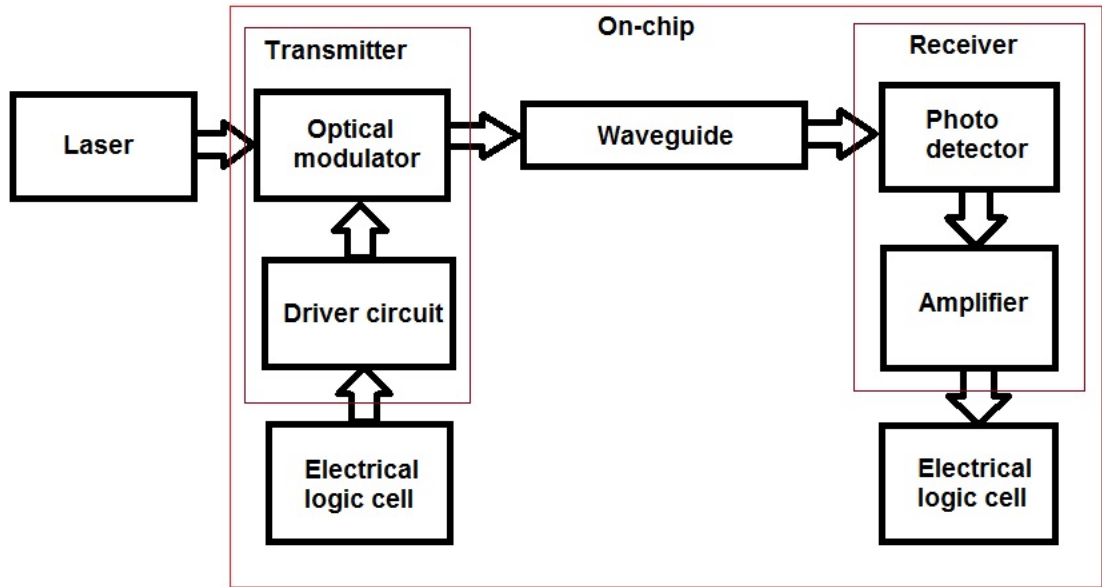 On-chip
Transmitter
Receiver
Laser
Optical
modulator
Waveguide
Photo
detector
Driver circuit
Amplifier
Electrical
logic cell
Electrical
logic cell